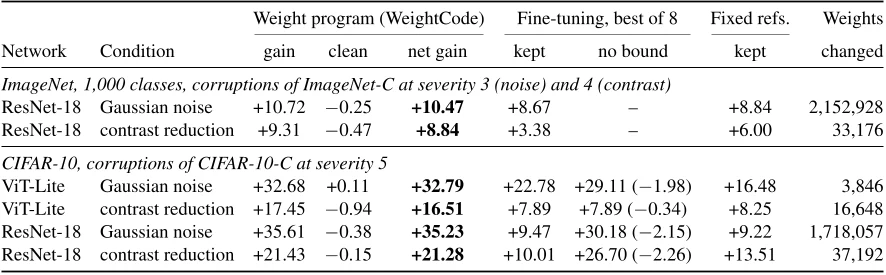 Weight program (WeightCode) Fine-tuning, best of 8 Fixed refs. Weights
Network Condition gain clean net gain kept no bound kept changed
ImageNet, 1,000 classes, corruptions of ImageNet-C at severity 3 (noise) and 4 (contrast)
ResNet-18 Gaussian noise +10.72 −0.25 +10.47 +8.67 – +8.84 2,152,928
ResNet-18 contrast reduction +9.31 −0.47 +8.84 +3.38 – +6.00 33,176
CIFAR-10, corruptions of CIFAR-10-C at severity 5
ViT-Lite Gaussian noise +32.68 +0.11 +32.79 +22.78 +29.11 (−1.98) +16.48 3,846
ViT-Lite contrast reduction +17.45 −0.94 +16.51 +7.89 +7.89 (−0.34) +8.25 16,648
ResNet-18 Gaussian noise +35.61 −0.38 +35.23 +9.47 +30.18 (−2.15) +9.22 1,718,057
ResNet-18 contrast reduction +21.43 −0.15 +21.28 +10.01 +26.70 (−2.26) +13.51 37,192